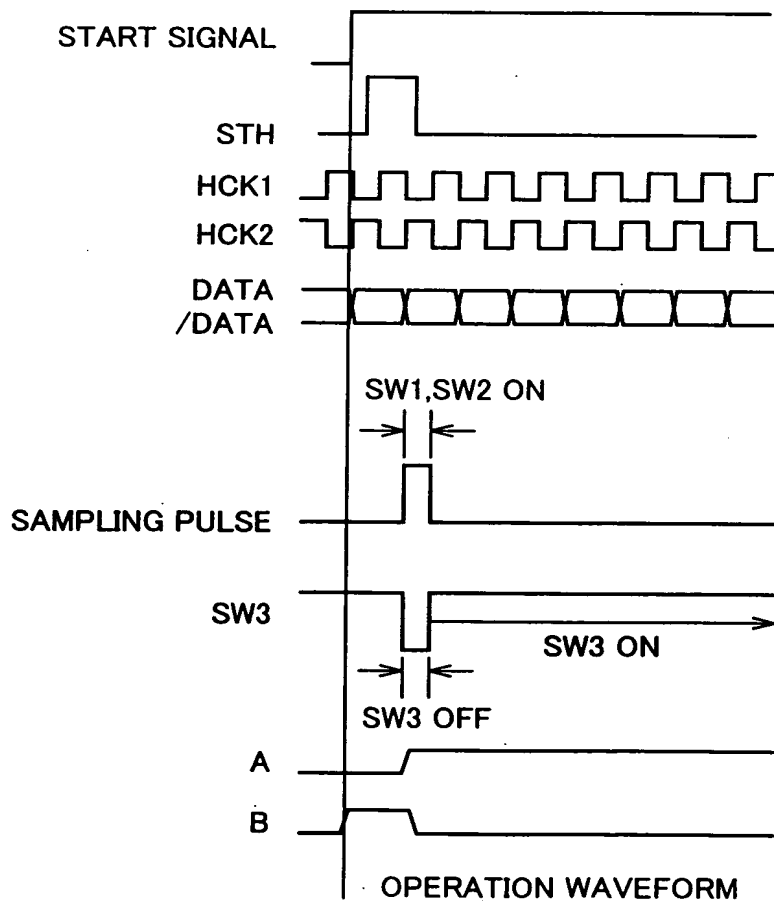 START SIGNAL
STH
HCK1
HCK2
DATA
/DATA
SW1,SW2 ON
SAMPLING PULSE
SW3
SW3 ON
SW3 OFF
A
B
OPERATION WAVEFORM